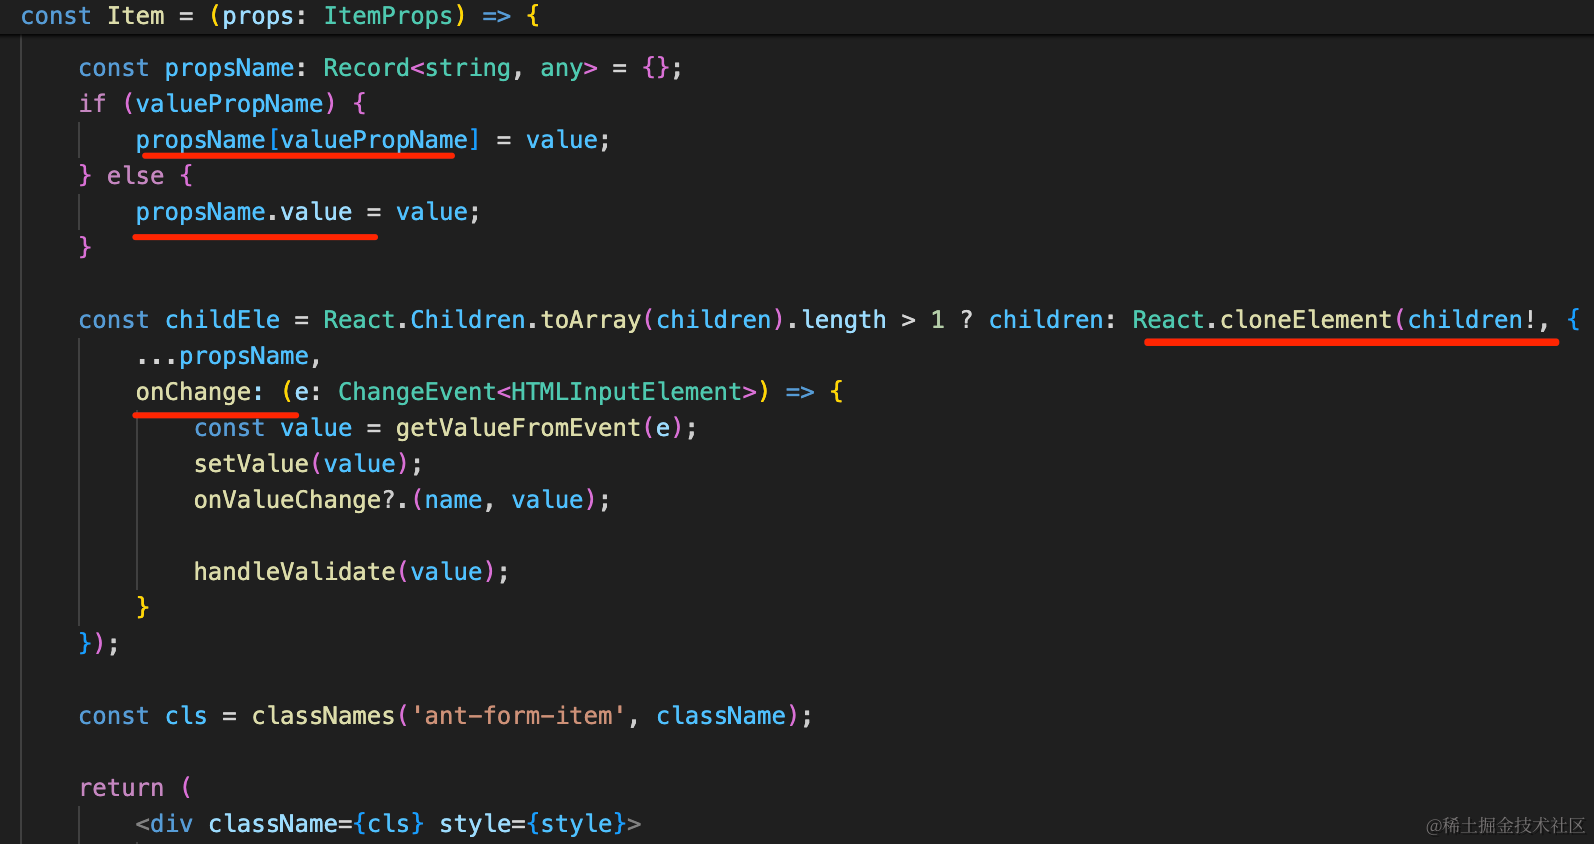 const Item = (props: ItemProps) => {
const propsName: Record<string, any> = {};
if (valuePropName) {
propsName[valuePropName] = value;
} else {
propsName.value = value;
}
const childEle = React.Children.toArray(children).length > 1 ? children: React.cloneElement(children!, {
...propsName,
onChange: (e: ChangeEvent<HTMLInputElement>) => {
const value = getValueFromEvent(e);
setValue(value);
onValueChange?.(name, value);
handleValidate(value);
}
});
const cls = classNames('ant-form-item', className);
return (
<div className={cls} style={style}>
@稀土掘金技术社区